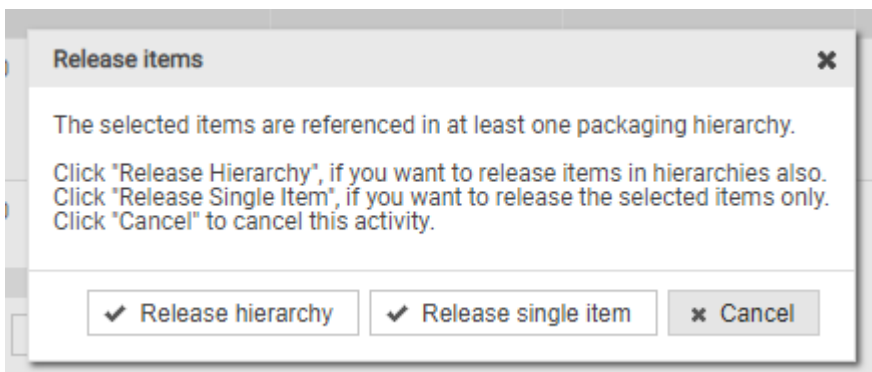 Release items
The selected items are referenced in at least one packaging hierarchy.
Click "Release Hierarchy", if you want to release items in hierarchies also.
Click "Release Single Item", if you want to release the selected items only.
Click "Cancel" to cancel this activity.
Release hierarchy
Release single item
Cancel